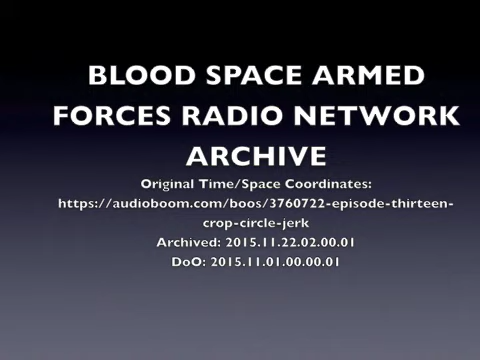 BLOOD SPACE ARMED
FORCES RADIO NETWORK
ARCHIVE
Original Time/Space Coordinates:
https://audioboom.com/boos/3760722-episode-thirteen-
crop-circle-jerk
Archived: 2015.11.22.02.00.01
DoO: 2015.11.01.00.00.01